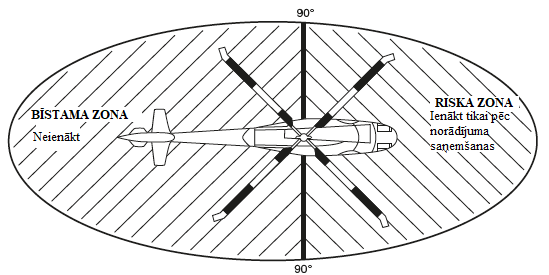 90°
BĪSTAMA ZONA
Neienākt
RISKA ZONA
Ienākt tikai pēc
norādījuma
saņemšanas
90°